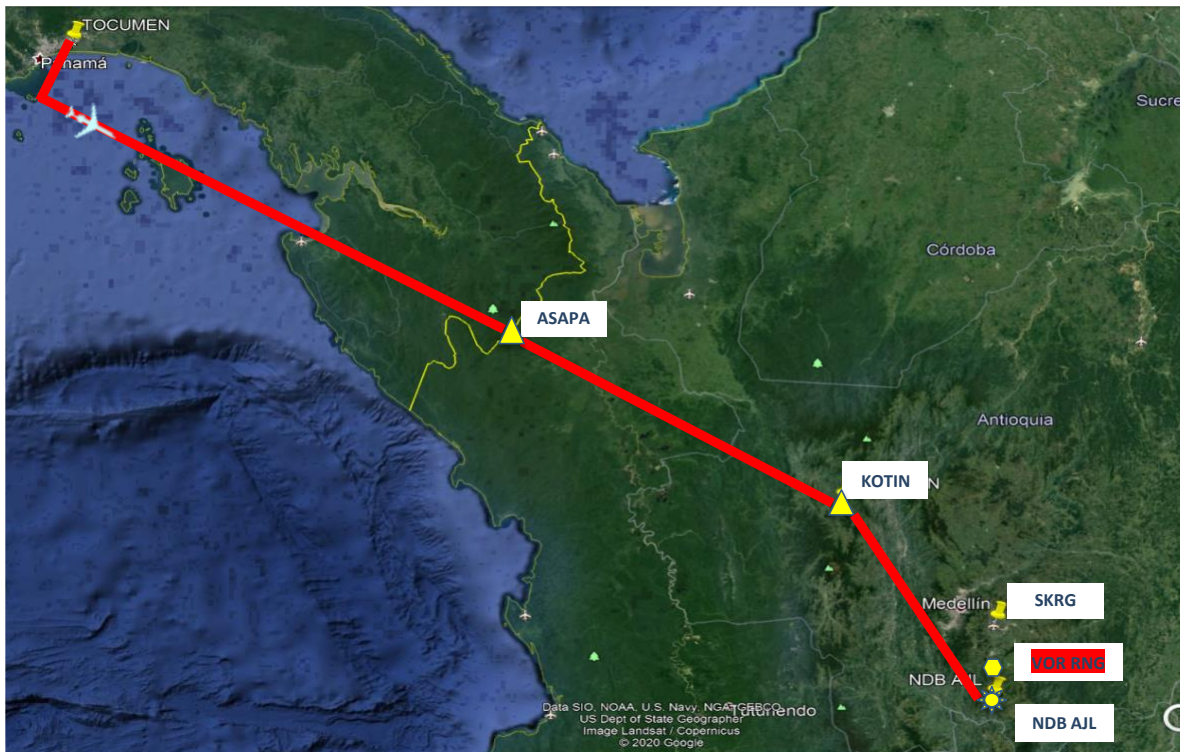 TOCUMEN
Panamá
Sucre
Córdoba
ASAPA
Antioquia
KOTIN
N
Medellín
SKRG
VOR RNG
NDB AJL
NDB AJL
Tutunendo
Data SIO, NOAA, U.S. Navy, NGA, GEBCO
US Dept of State Geographer
Image Landsat / Copernicus
© 2020 Google